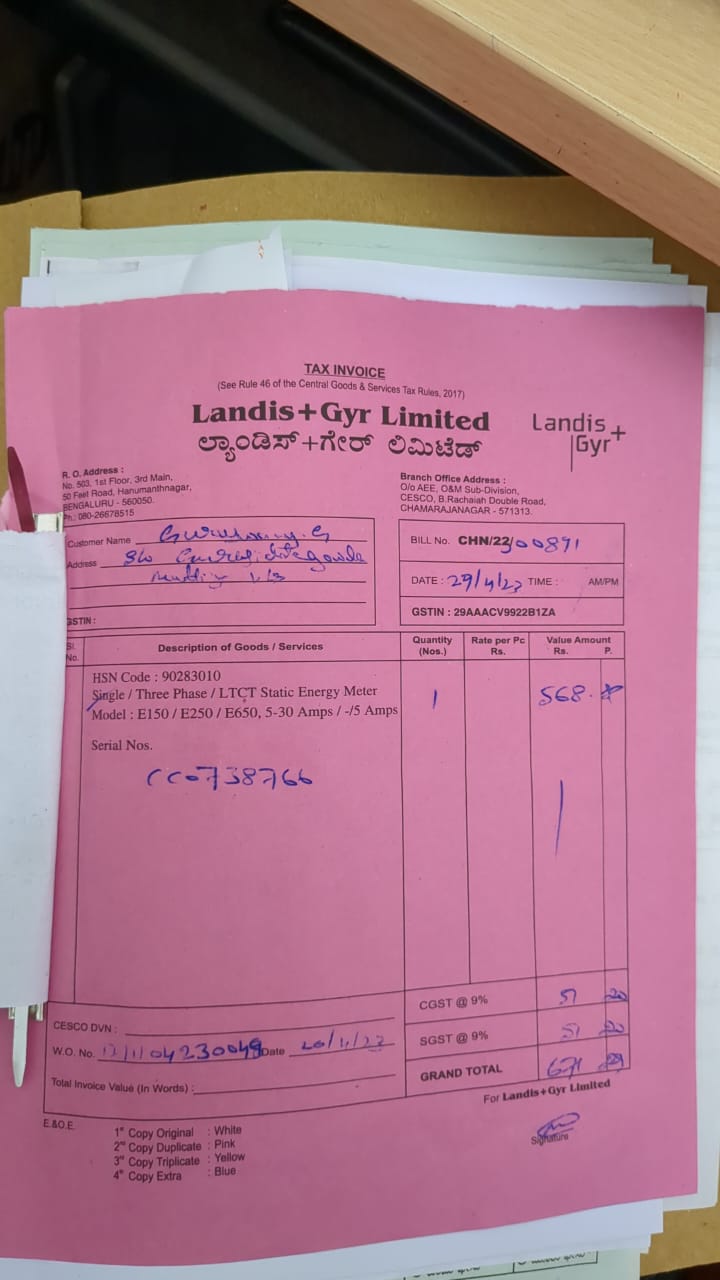 TAX INVOICE
(See Rule 46 of the Central Goods & Services Tax Rules, 2017)
Landis+Gyr Limited
ಲ್ಯಾಂಡಿಸ್+ಗೇರ್ ಲಿಮಿಟೆಡ್
Landis+
Gyr
R. O. Address :
No. 503, 1st Floor, 3rd Main,
50 Feet Road, Hanumanthnagar,
BENGALURU - 560050.
Ph.: 080-26678515
Branch Office Address :
O/o AEE, O&M Sub-Division,
CESCO, B.Rachaiah Double Road,
CHAMARAJANAGAR - 571313.
Customer Name
Address
GSTIN :
BILL No. CHN/22/300891
DATE : 29/4/23 TIME : AM/PM
GSTIN : 29AAACV9922B1ZA
Sl. No. Description of Goods / Services Quantity (Nos.) Rate per Pc Rs. Value Amount Rs. P.
HSN Code : 90283010
Single / Three Phase / LTCT Static Energy Meter 1 568.
Model : E150 / E250 / E650, 5-30 Amps / -/5 Amps
Serial Nos.
CC0738766
CGST @ 9% 51 20
SGST @ 9% 51 20
GRAND TOTAL 671
CESCO DVN :
W.O. No. Date
Total Invoice Value (In Words) :
For Landis+Gyr Limited
Signature
E.&O.E.
1st Copy Original : White
2nd Copy Duplicate : Pink
3rd Copy Triplicate : Yellow
4th Copy Extra : Blue